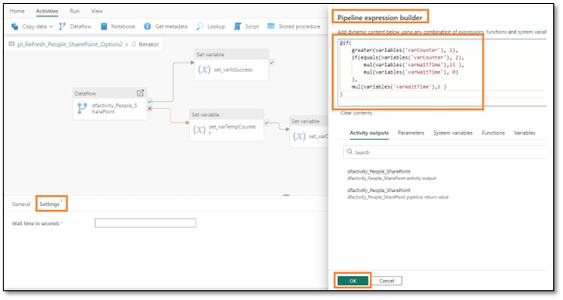 Home
Activities
Run
View
Copy data
Dataflow
Notebook
Get metadata
Lookup
Script
Stored procedure
pl_Refresh_People_SharePoint_Option2 > Iterator
Set variable
(x) set_varIsSuccess
Dataflow
dfactivity_People_S
harePoint
Set variable
(x) set_varTempCounte
r
Set variable
(x)
General
Settings
Wait time in seconds *
Pipeline expression builder
Add dynamic content below using any combination of expressions, functions and system variab
@if(
greater(variables('varCounter'), 1),
if(equals(variables('varCounter'), 2),
mul(variables('varWaitTime'),15 ),
mul(variables('varWaitTime'), 0)
),
mul(variables('varWaitTime'),5 )
)
Clear contents
Activity outputs
Parameters
System variables
Functions
Variables
Search
dfactivity_People_SharePoint
dfactivity_People_SharePoint activity output
dfactivity_People_SharePoint
dfactivity_People_SharePoint pipeline return value
OK
Cancel